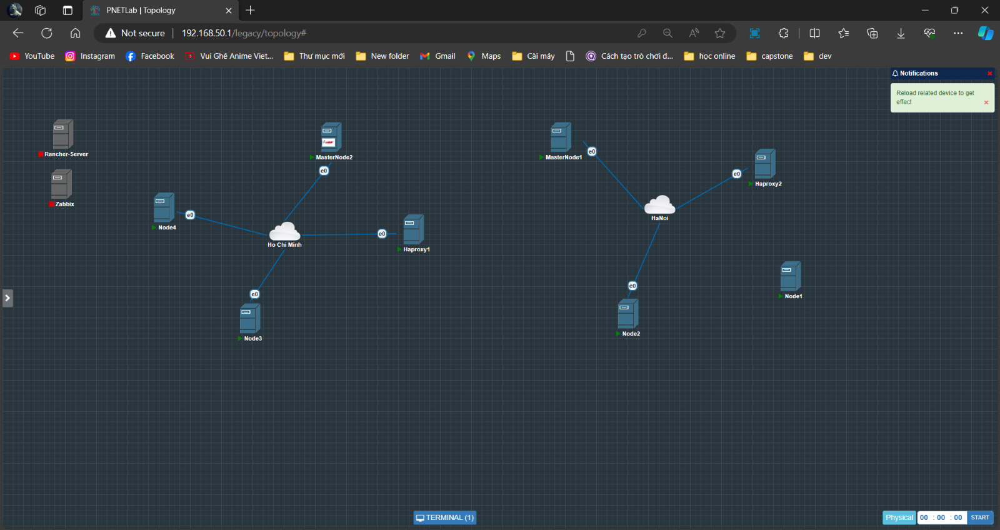 PNETLab | Topology
Not secure
192.168.50.1/legacy/topology#
YouTube
Instagram
Facebook
Vui Ghê Anime Viet...
Thư mục mới
New folder
Gmail
Maps
Cài máy
Cách tạo trò chơi đ...
học online
capstone
dev
Notifications
Reload related device to get
effect
Rancher-Server
MasterNode2
e0
MasterNode1
e0
Haproxy2
e0
Zabbix
Node4
e0
HaNoi
Ho Chi Minh
e0
Haproxy1
e0
Node3
e0
Node2
Node1
TERMINAL (1)
Physical
00 : 00 : 00
START